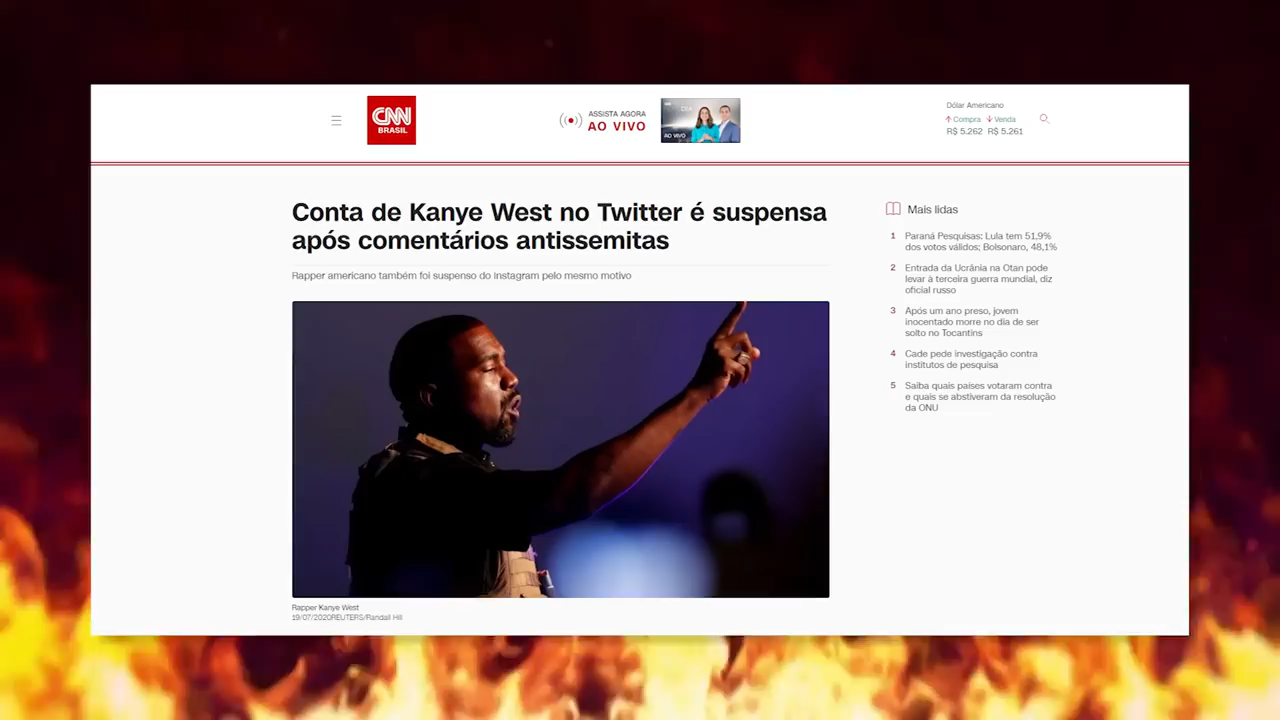 CNN
BRASIL
ASSISTA AGORA
AO VIVO
AO VIVO
Dólar Americano
Compra Venda
R$ 5.262 R$ 5.261
Conta de Kanye West no Twitter é suspensa
após comentários antissemitas
Rapper americano também foi suspenso do Instagram pelo mesmo motivo
Rapper Kanye West
19/07/2020REUTERS/Randall Hill
Mais lidas
1 Paraná Pesquisas: Lula tem 51,9%
dos votos válidos; Bolsonaro, 48,1%
2 Entrada da Ucrânia na Otan pode
levar à terceira guerra mundial, diz
oficial russo
3 Após um ano preso, jovem
inocentado morre no dia de ser
solto no Tocantins
4 Cade pede investigação contra
institutos de pesquisa
5 Saiba quais países votaram contra
e quais se abstiveram da resolução
da ONU